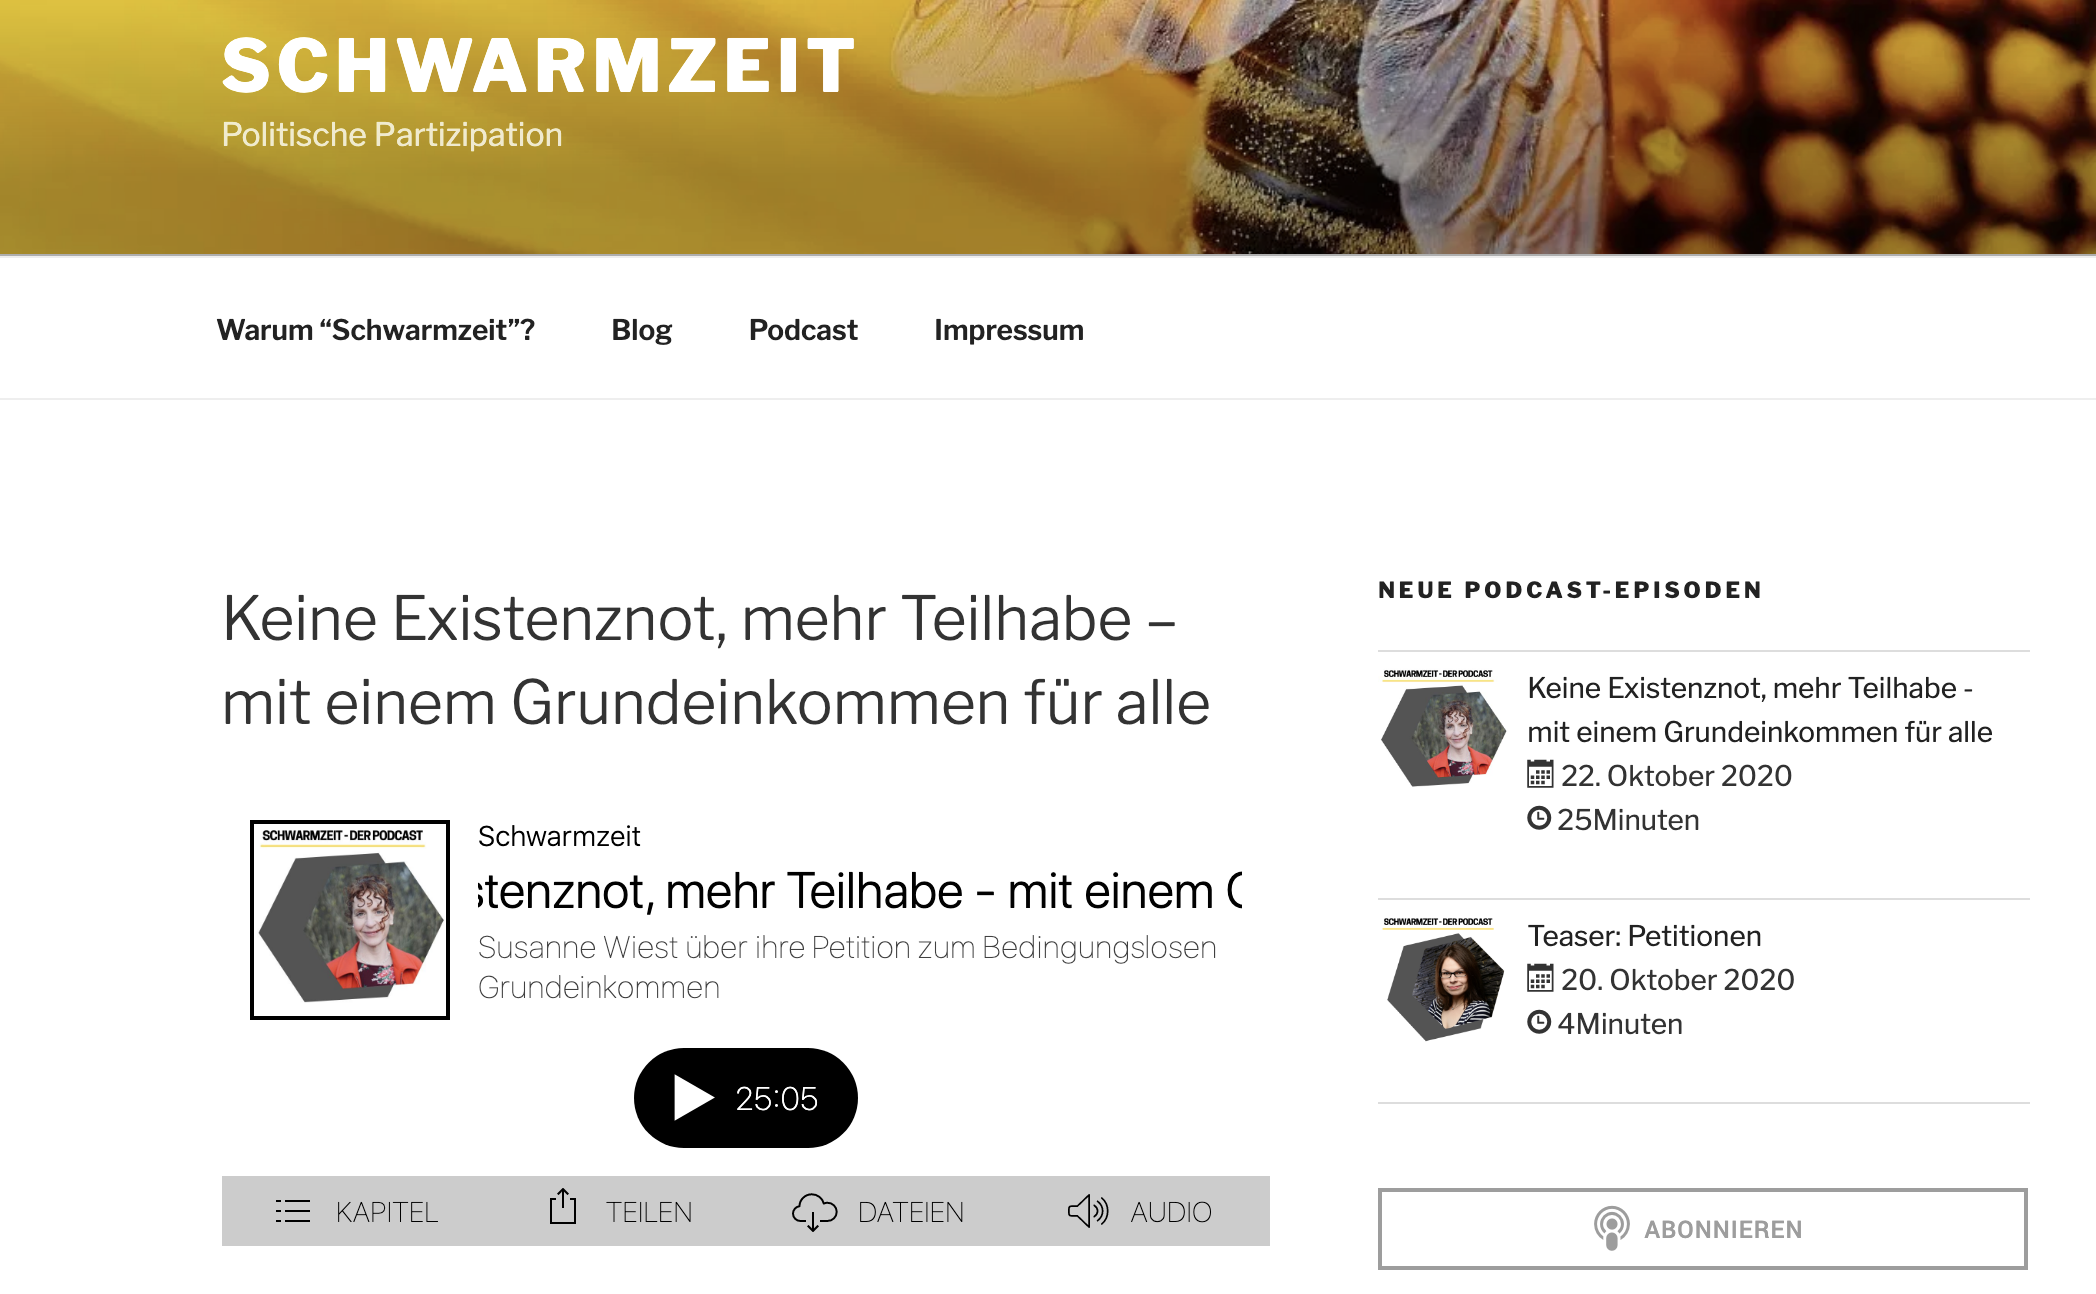 SCHWARMZEIT
Politische Partizipation
Warum “Schwarmzeit”?
Blog
Podcast
Impressum
Keine Existenznot, mehr Teilhabe –
mit einem Grundeinkommen für alle
SCHWARMZEIT - DER PODCAST
Schwarmzeit
stenznot, mehr Teilhabe - mit einem G
Susanne Wiest über ihre Petition zum Bedingungslosen
Grundeinkommen
25:05
KAPITEL
TEILEN
DATEIEN
AUDIO
NEUE PODCAST-EPISODEN
SCHWARMZEIT - DER PODCAST
Keine Existenznot, mehr Teilhabe -
mit einem Grundeinkommen für alle
22. Oktober 2020
25Minuten
SCHWARMZEIT - DER PODCAST
Teaser: Petitionen
20. Oktober 2020
4Minuten
ABONNIEREN